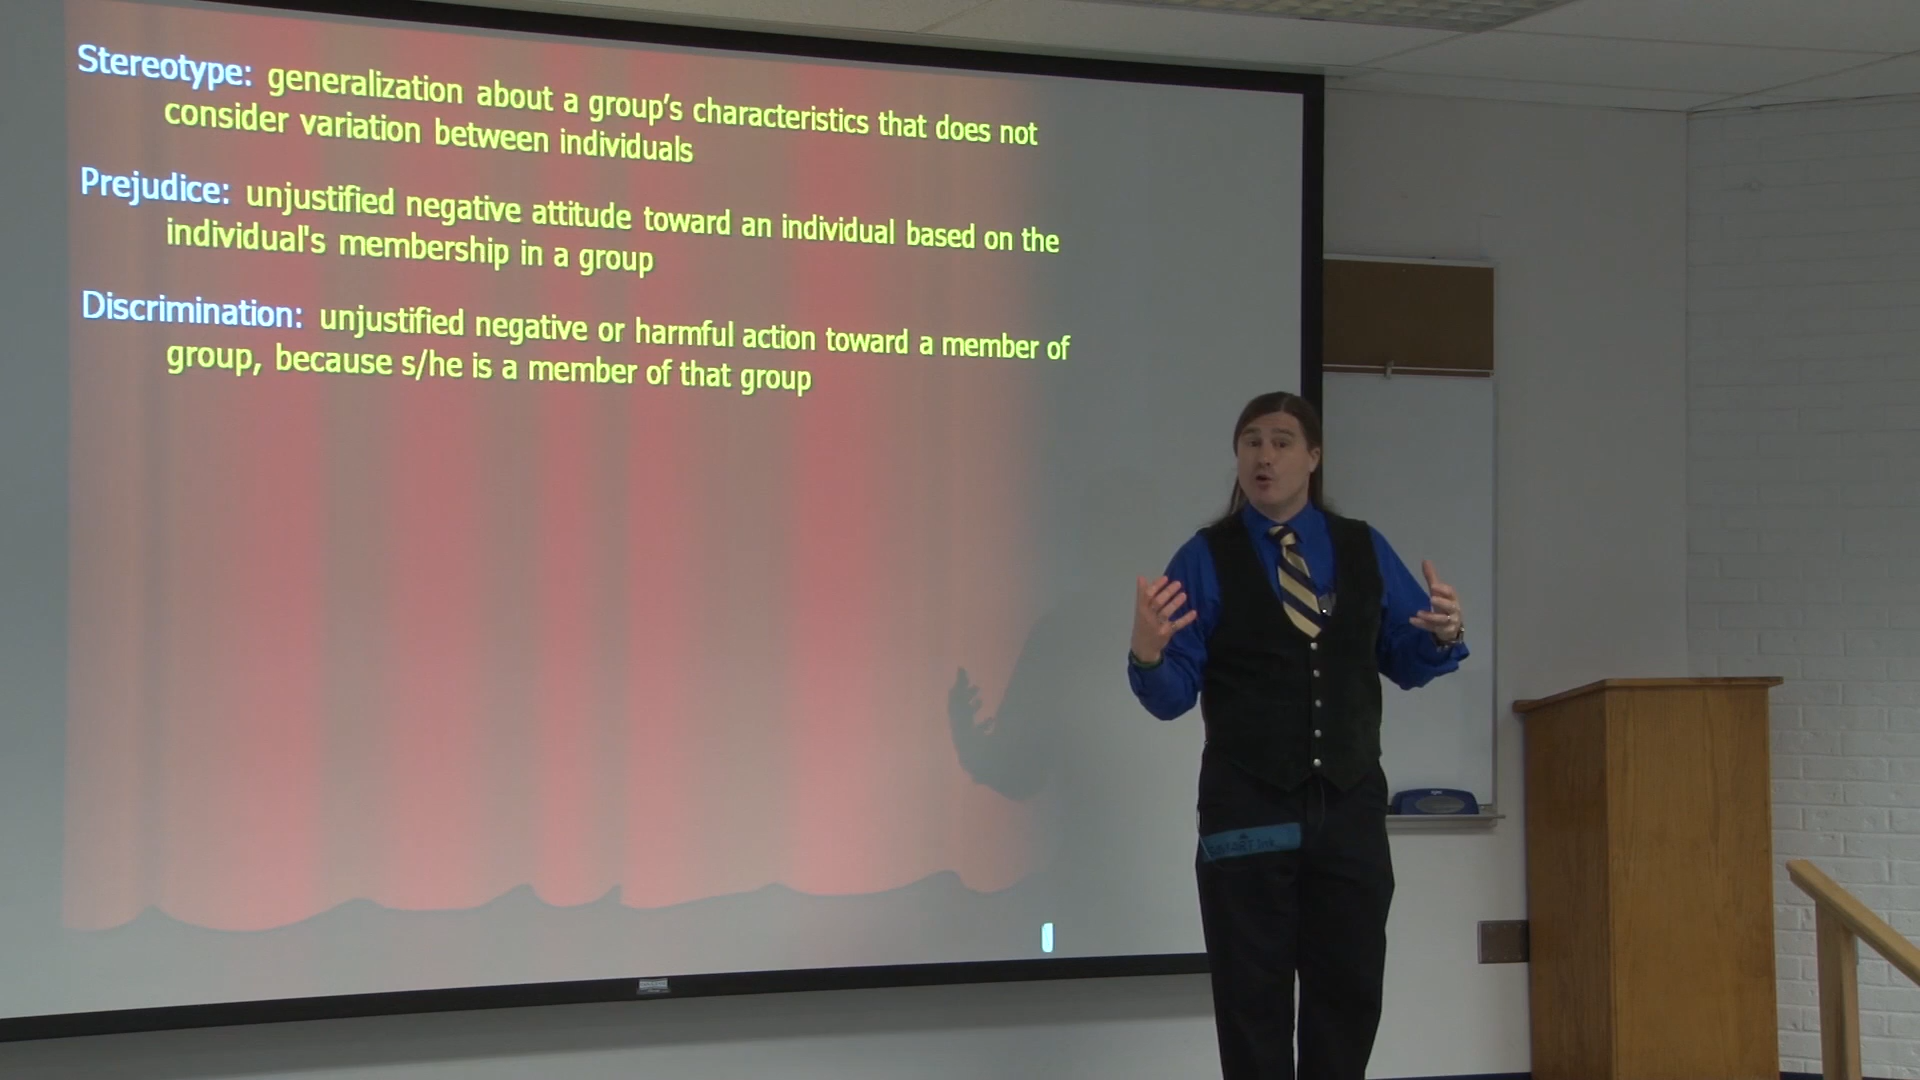 Stereotype: generalization about a group's characteristics that does not
consider variation between individuals
Prejudice: unjustified negative attitude toward an individual based on the
individual's membership in a group
Discrimination: unjustified negative or harmful action toward a member of
group, because s/he is a member of that group